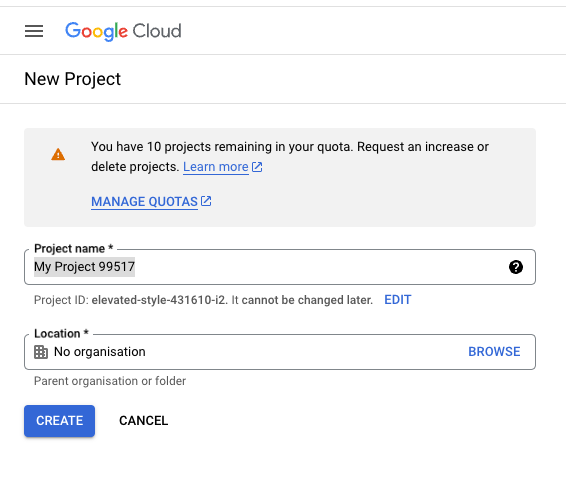 Google Cloud
New Project
You have 10 projects remaining in your quota. Request an increase or
delete projects. Learn more
MANAGE QUOTAS
Project name *
My Project 99517
Project ID: elevated-style-431610-i2. It cannot be changed later. EDIT
Location *
No organisation BROWSE
Parent organisation or folder
CREATE CANCEL